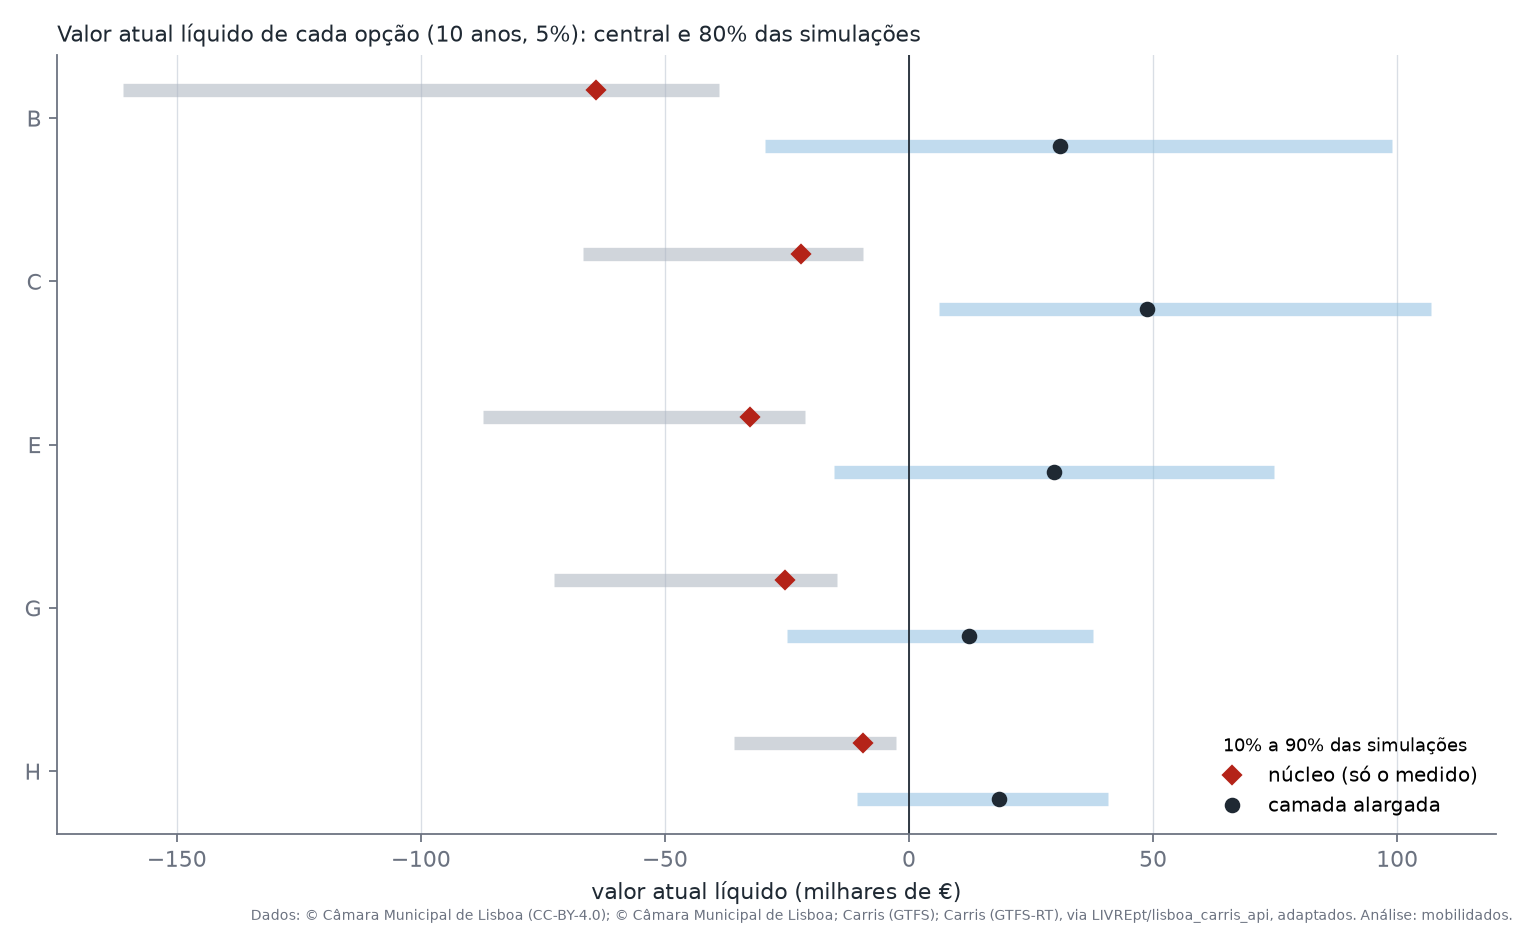 Valor atual líquido de cada opção (10 anos, 5%): central e 80% das simulações
B
C
E
G
H
10% a 90% das simulações
núcleo (só o medido)
camada alargada
−150
−100
−50
0
50
100
valor atual líquido (milhares de €)
Dados: © Câmara Municipal de Lisboa (CC-BY-4.0); © Câmara Municipal de Lisboa; Carris (GTFS); Carris (GTFS-RT), via LIVREpt/lisboa_carris_api, adaptados. Análise: mobilidados.